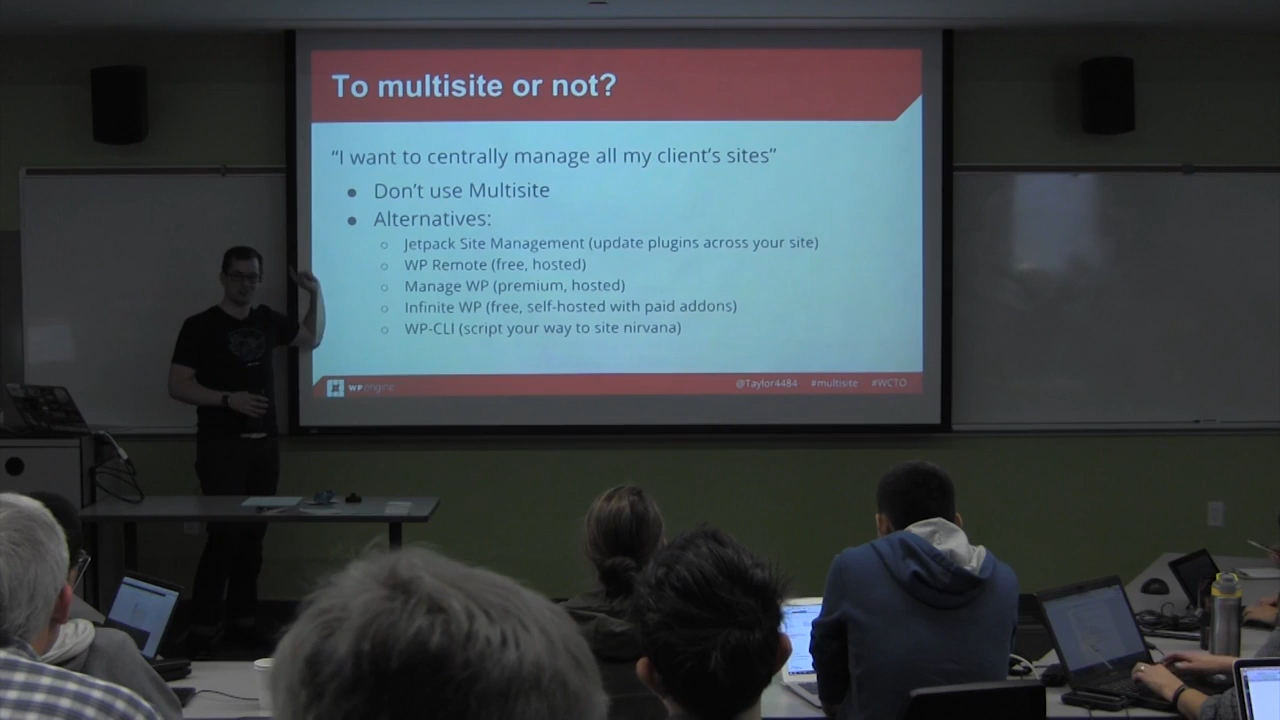 To multisite or not?
“I want to centrally manage all my client’s sites”
● Don’t use Multisite
● Alternatives:
○ Jetpack Site Management (update plugins across your site)
○ WP Remote (free, hosted)
○ Manage WP (premium, hosted)
○ Infinite WP (free, self-hosted with paid addons)
○ WP-CLI (script your way to site nirvana)
WPengine @Taylor4484 #multisite #WCTO